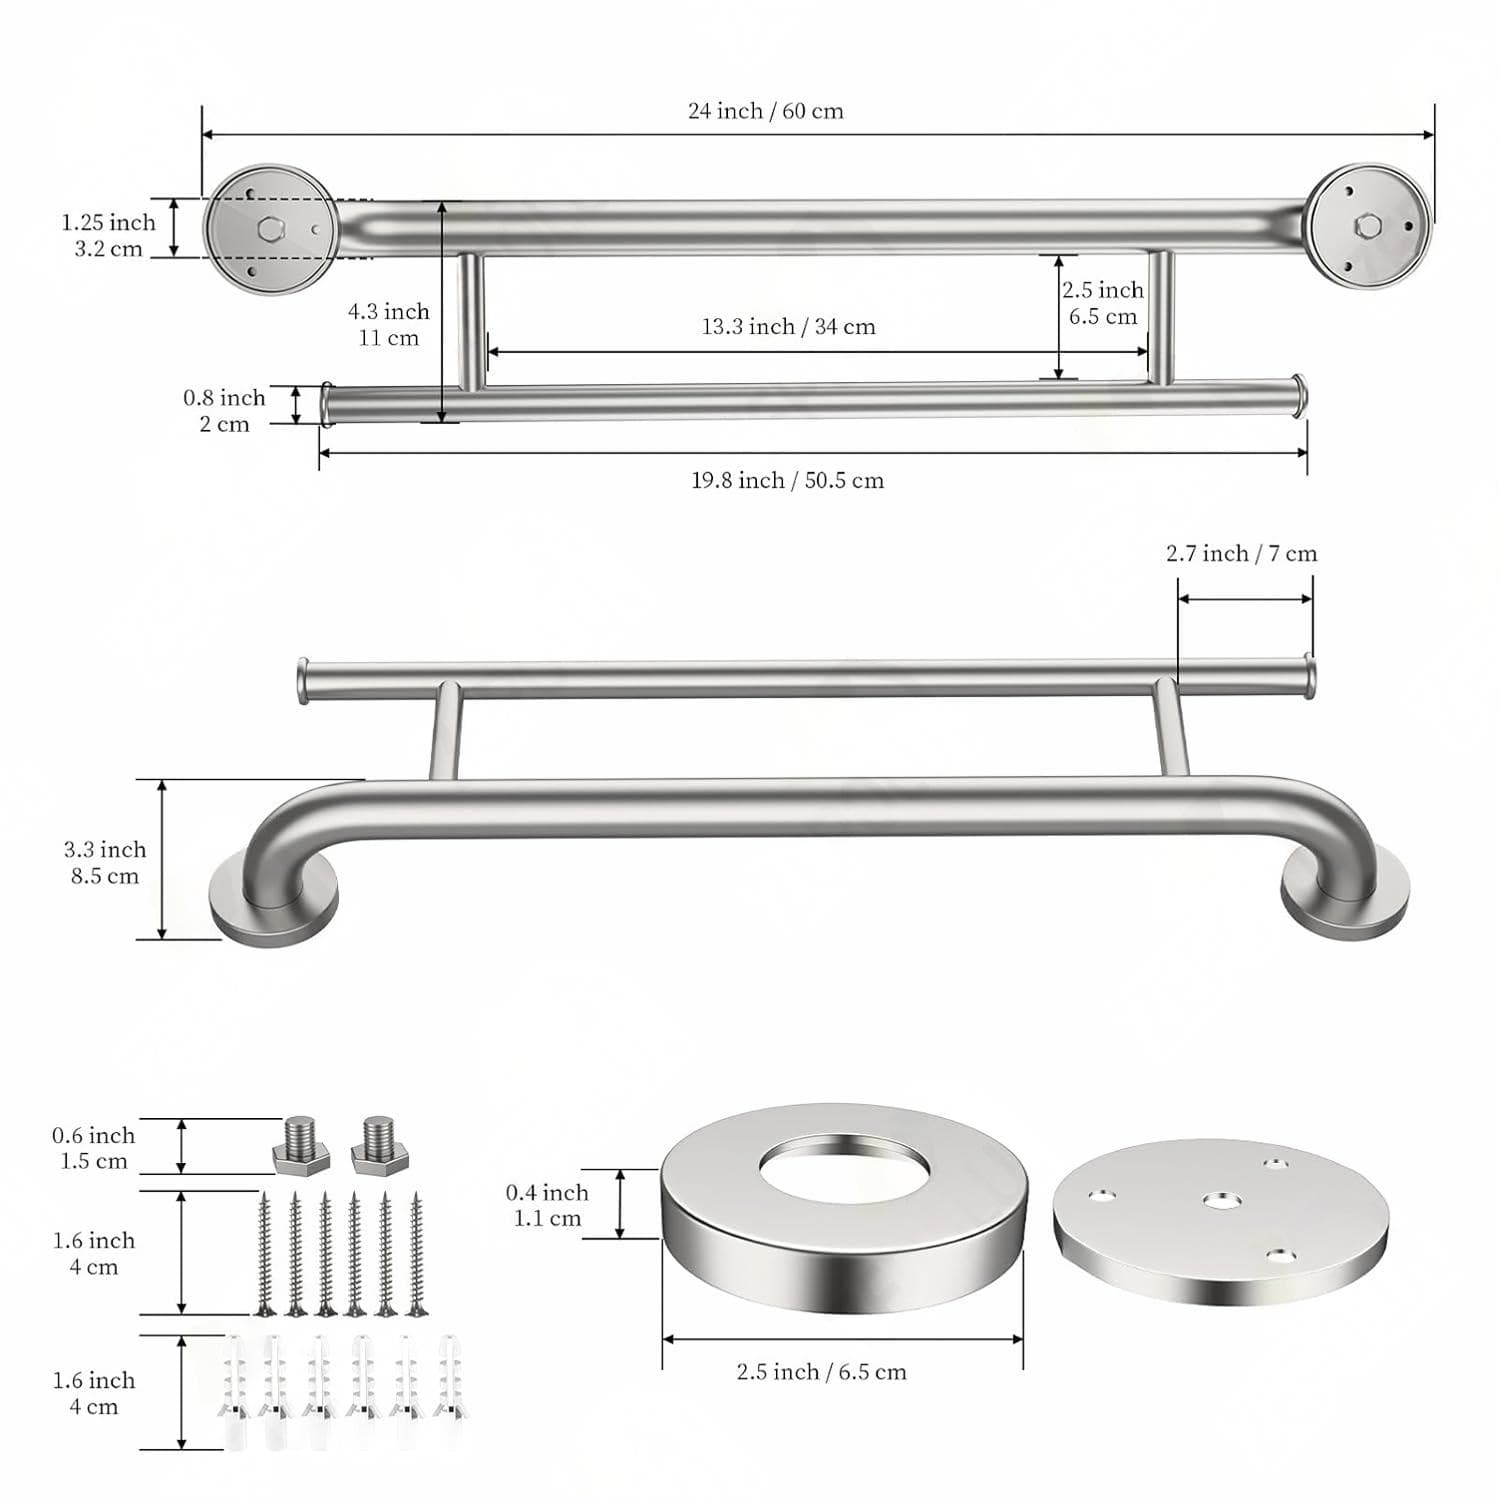 24 inch / 60 cm
1.25 inch
3.2 cm
4.3 inch
11 cm
2.5 inch
6.5 cm
13.3 inch / 34 cm
0.8 inch
2 cm
19.8 inch / 50.5 cm
2.7 inch / 7 cm
3.3 inch
8.5 cm
0.6 inch
1.5 cm
1.6 inch
4 cm
0.4 inch
1.1 cm
1.6 inch
4 cm
2.5 inch / 6.5 cm